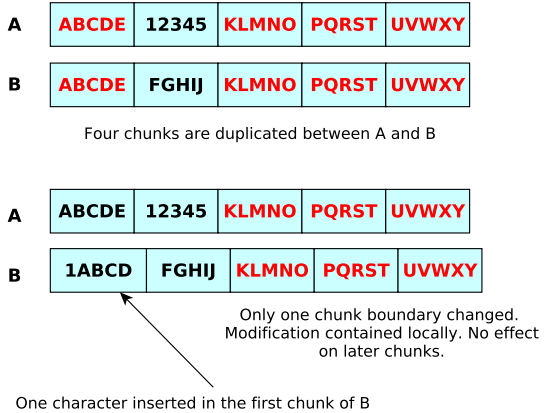 A ABCDE 12345 KLMNO PQRST UVWXY
B ABCDE FGHIJ KLMNO PQRST UVWXY
Four chunks are duplicated between A and B
A ABCDE 12345 KLMNO PQRST UVWXY
B 1ABCD FGHIJ KLMNO PQRST UVWXY
Only one chunk boundary changed.
Modification contained locally. No effect
on later chunks.
One character inserted in the first chunk of B